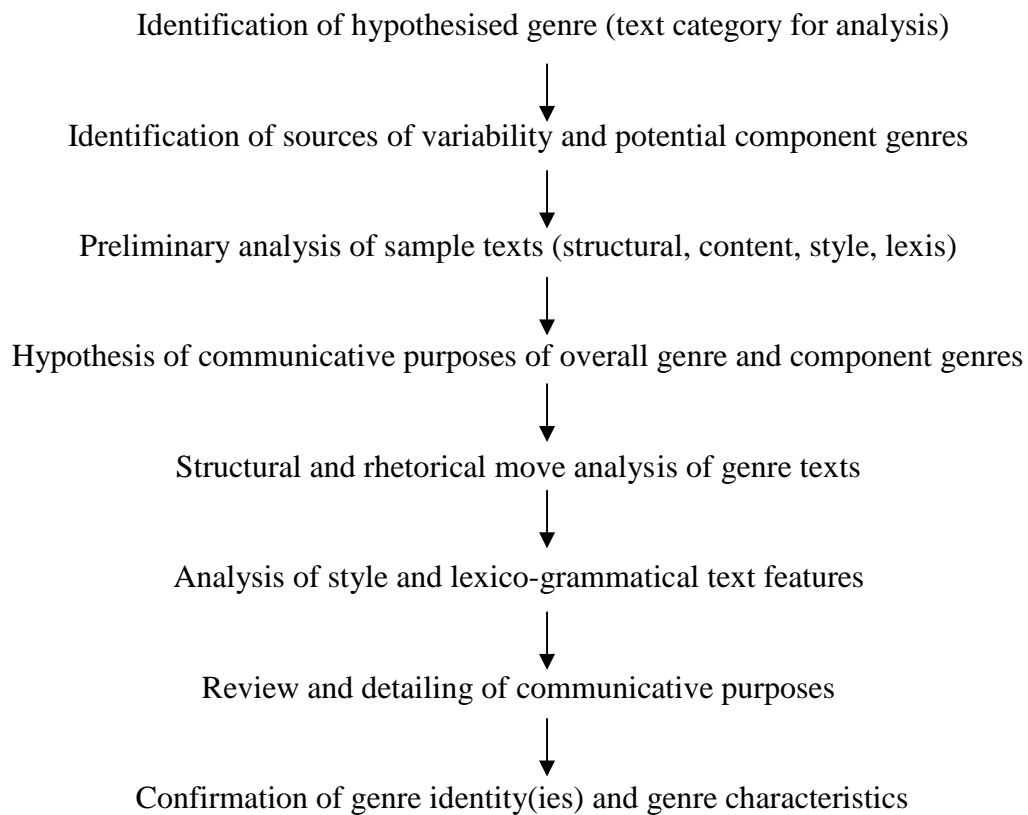 Identification of hypothesised genre (text category for analysis)
Identification of sources of variability and potential component genres
Preliminary analysis of sample texts (structural, content, style, lexis)
Hypothesis of communicative purposes of overall genre and component genres
Structural and rhetorical move analysis of genre texts
Analysis of style and lexico-grammatical text features
Review and detailing of communicative purposes
Confirmation of genre identity(ies) and genre characteristics